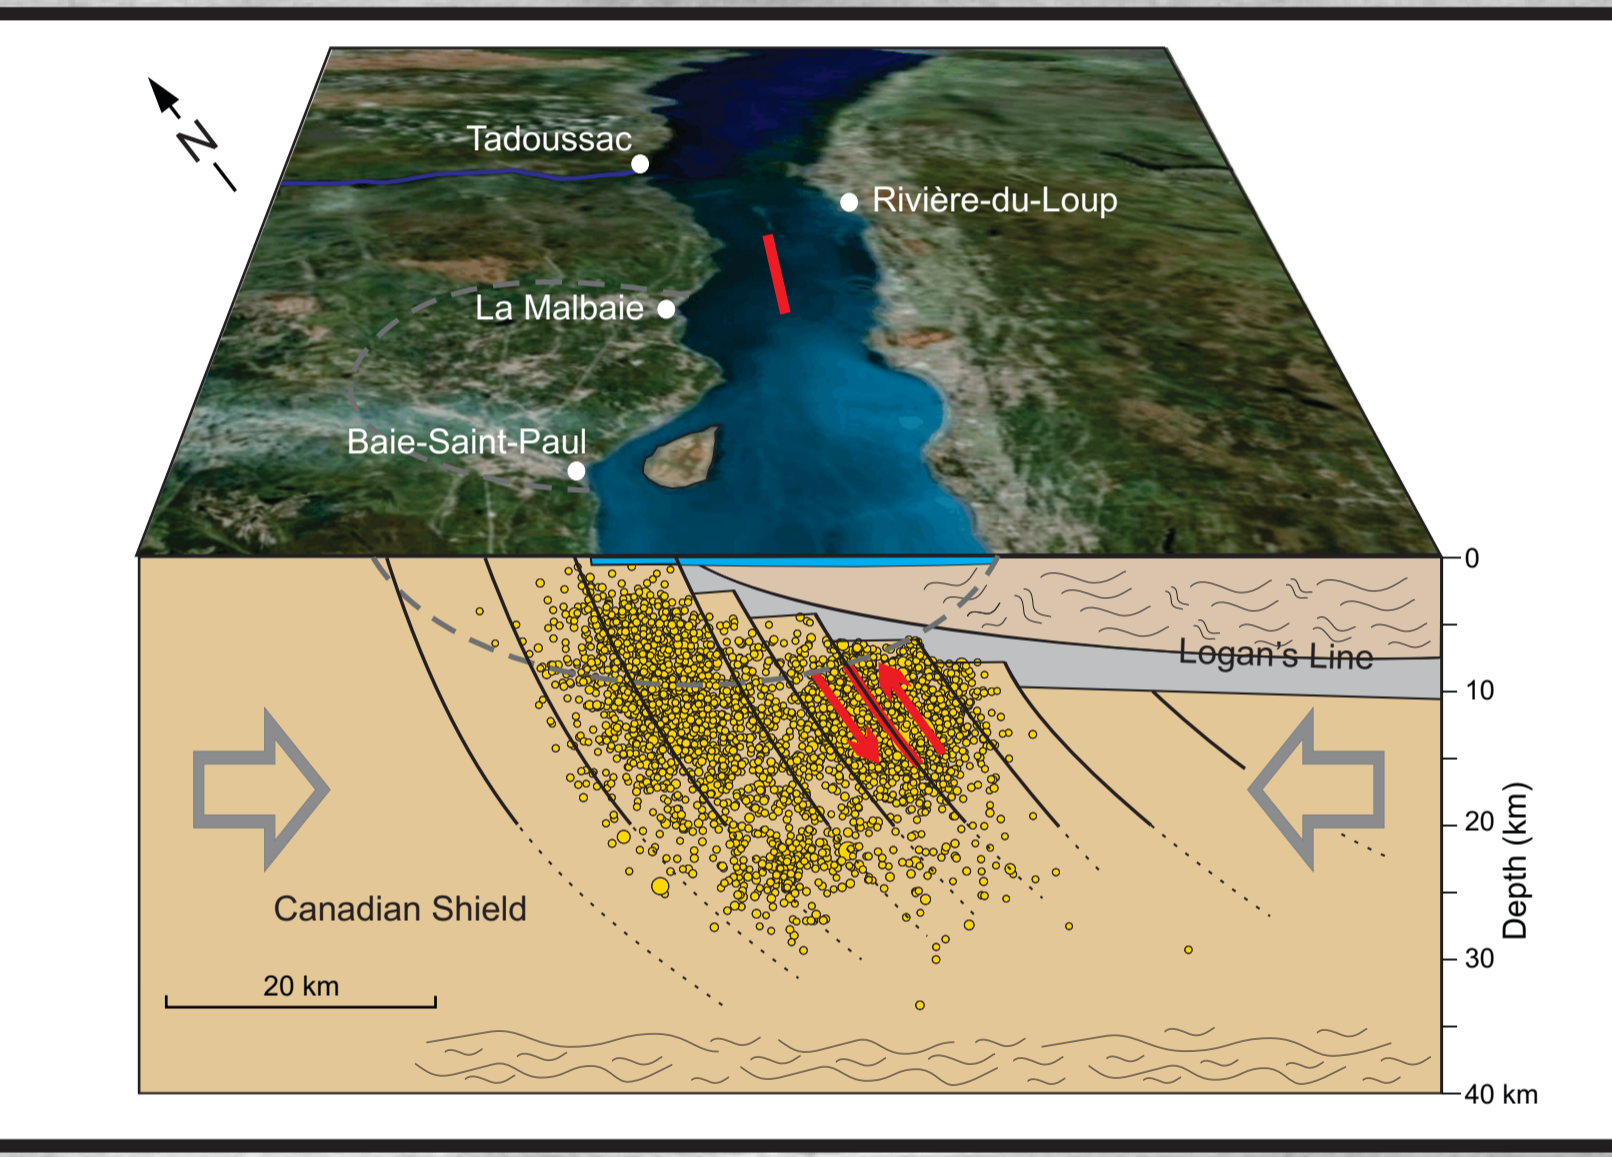 N
Tadoussac
Rivière-du-Loup
La Malbaie
Baie-Saint-Paul
0
Logan's Line
10
20
Depth (km)
Canadian Shield
30
20 km
40 km